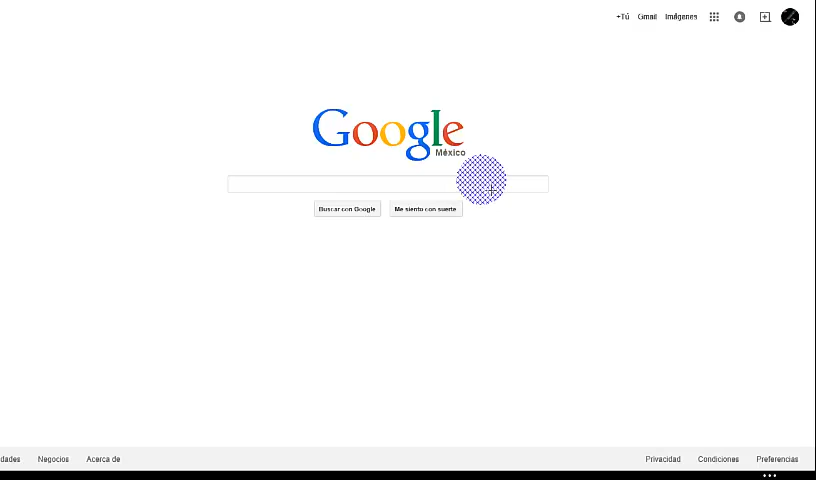 +Tú Gmail Imágenes
Google
México
Buscar con Google Me siento con suerte
dades Negocios Acerca de Privacidad Condiciones Preferencias